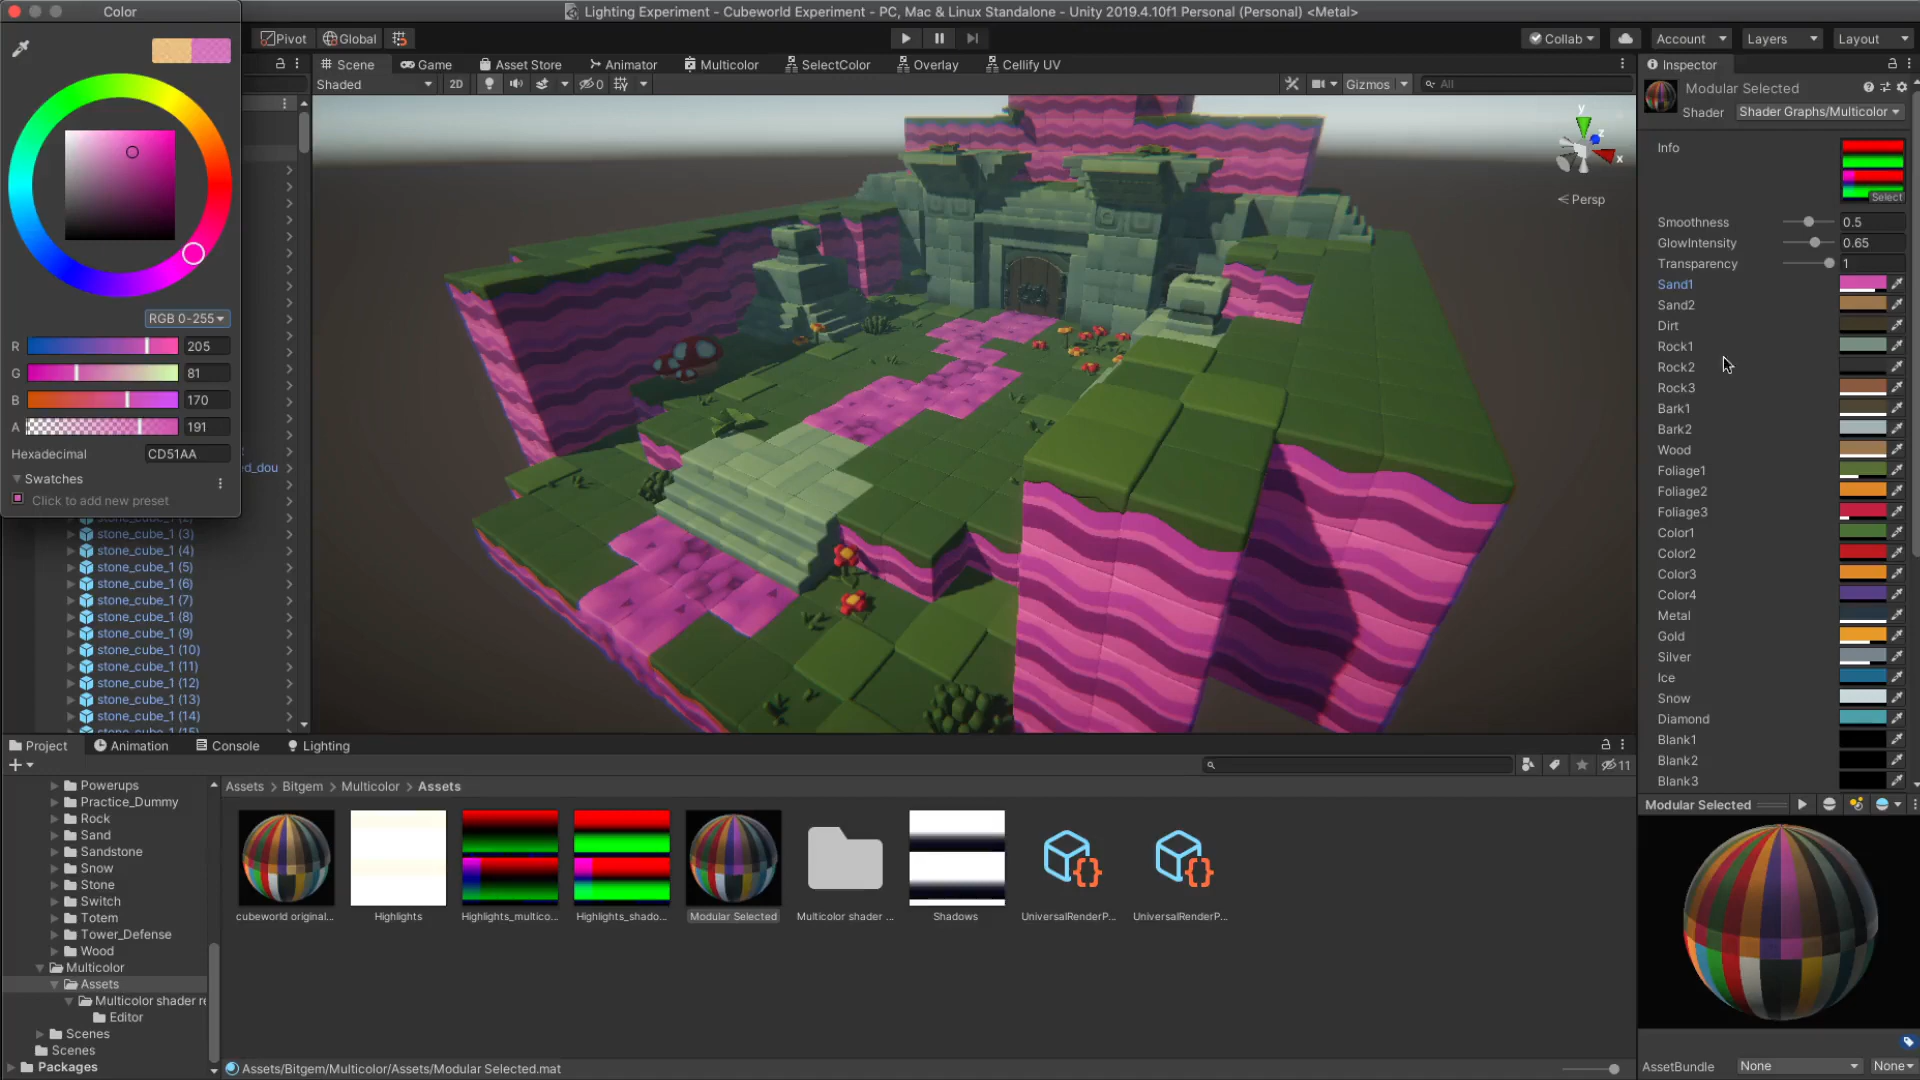 Color
Lighting Experiment - Cubeworld Experiment - PC, Mac & Linux Standalone - Unity 2019.4.10f1 Personal (Personal) <Metal>
Pivot
Global
Collab
Account
Layers
Layout
Scene
Game
Asset Store
Animator
Multicolor
SelectColor
Overlay
Cellify UV
Inspector
Shaded
2D
0
Gizmos
All
Modular Selected
Shader
Shader Graphs/Multicolor
y
z
x
Persp
Info
Select
Smoothness
0.5
GlowIntensity
0.65
Transparency
1
Sand1
Sand2
Dirt
Rock1
Rock2
Rock3
Bark1
Bark2
Wood
Foliage1
Foliage2
Foliage3
Color1
Color2
Color3
Color4
Metal
Gold
Silver
Ice
Snow
Diamond
Blank1
Blank2
Blank3
RGB 0-255
R
205
G
81
B
170
A
191
Hexadecimal
CD51AA
Swatches
Click to add new preset
ed_dou
stone_cube_1 (3)
stone_cube_1 (4)
stone_cube_1 (5)
stone_cube_1 (6)
stone_cube_1 (7)
stone_cube_1 (8)
stone_cube_1 (9)
stone_cube_1 (10)
stone_cube_1 (11)
stone_cube_1 (12)
stone_cube_1 (13)
stone_cube_1 (14)
Project
Animation
Console
Lighting
11
Powerups
Practice_Dummy
Rock
Sand
Sandstone
Snow
Stone
Switch
Totem
Tower_Defense
Wood
Multicolor
Assets
Multicolor shader re
Editor
Scenes
Scenes
Packages
Assets > Bitgem > Multicolor > Assets
cubeworld original...
Highlights
Highlights_multico...
Highlights_shado...
Modular Selected
Multicolor shader ...
Shadows
UniversalRenderP...
UniversalRenderP...
Assets/Bitgem/Multicolor/Assets/Modular Selected.mat
Modular Selected
AssetBundle
None
None